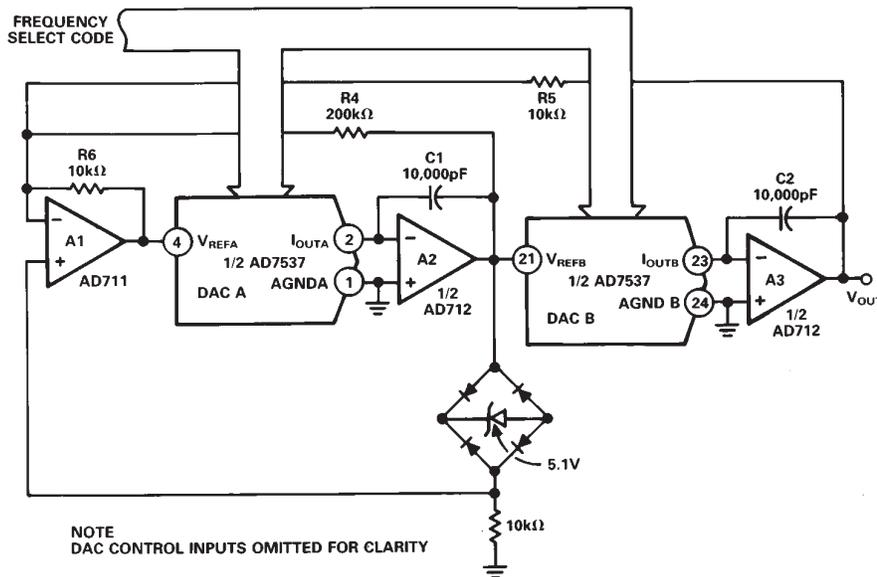 FREQUENCY
SELECT CODE
R4
200kΩ
R5
10kΩ
R6
10kΩ
C1
10,000pF
C2
10,000pF
−
A1
+
AD711
4
VREFA
IOUTA
2
1/2 AD7537
AGNDA
1
DAC A
−
A2
+
1/2
AD712
21
VREFB
IOUTB
23
1/2 AD7537
AGND B
24
DAC B
−
A3
+
1/2
AD712
VOUT
5.1V
10kΩ
NOTE
DAC CONTROL INPUTS OMITTED FOR CLARITY